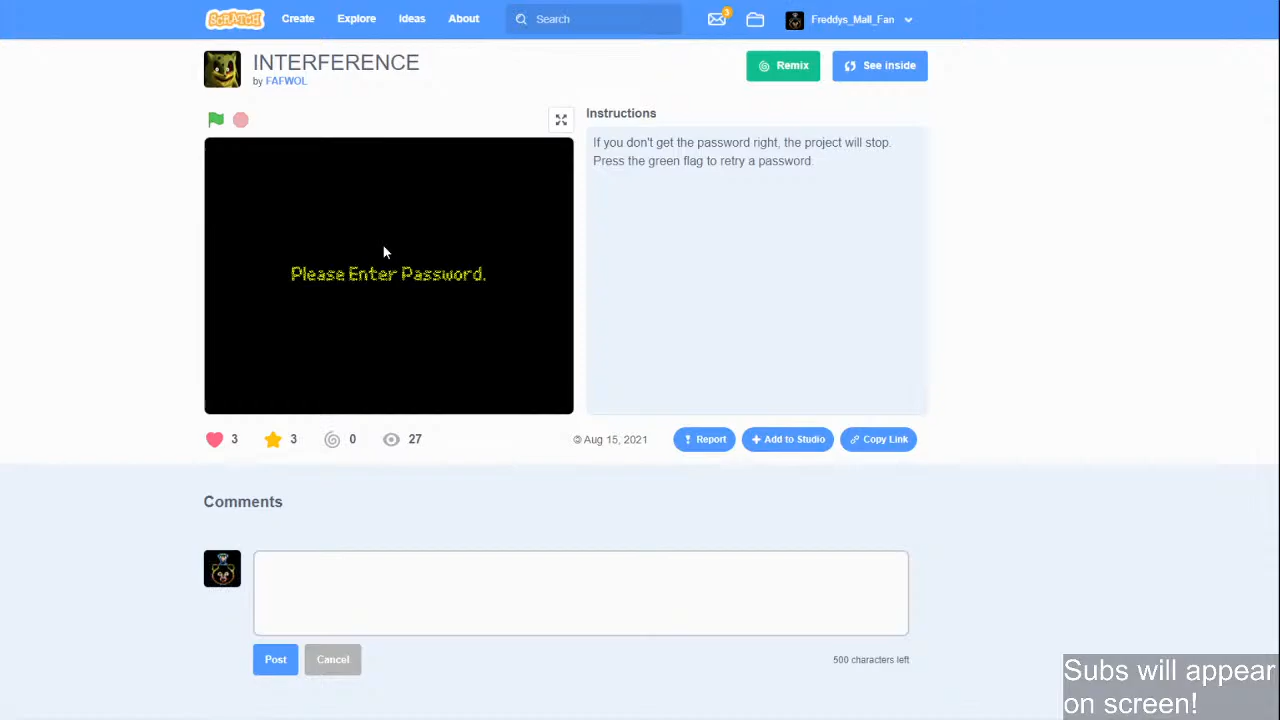 SCRATCH
Create
Explore
Ideas
About
Search
3
Freddys_Mall_Fan
INTERFERENCE
by FAFWOL
Remix
See inside
Instructions
If you don't get the password right, the project will stop.
Press the green flag to retry a password.
Please Enter Password.
3
3
0
27
© Aug 15, 2021
Report
Add to Studio
Copy Link
Comments
Post
Cancel
500 characters left
Subs will appear
on screen!